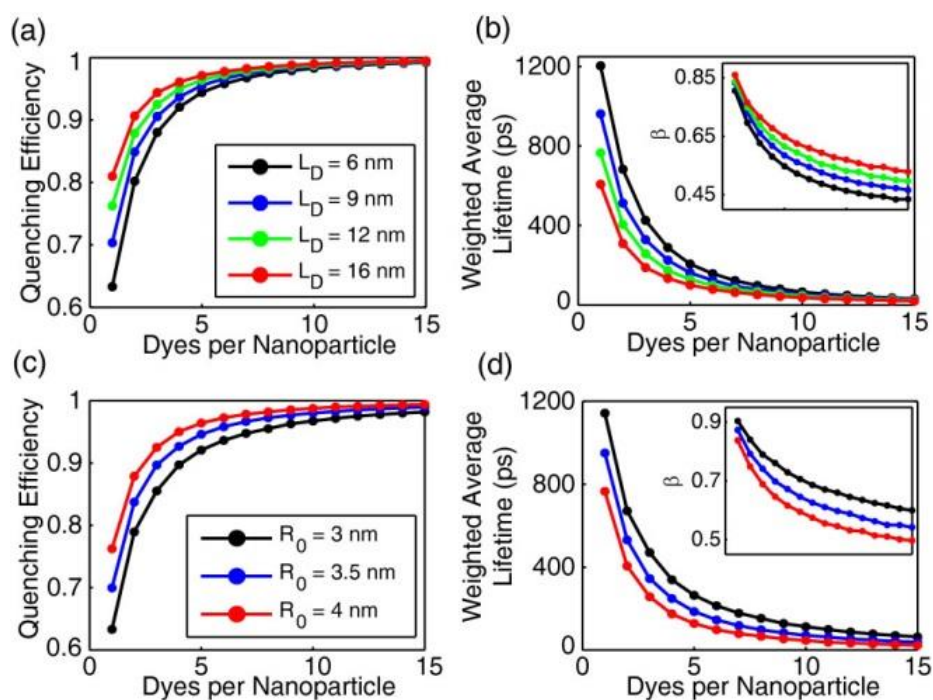 (a)
Quenching Efficiency
1
0.9
0.8
0.7
0.6
L_D = 6 nm
L_D = 9 nm
L_D = 12 nm
L_D = 16 nm
0 5 10 15
Dyes per Nanoparticle
(b)
Weighted Average
Lifetime (ps)
1200
800
400
0
β
0.85
0.65
0.45
0 5 10 15
Dyes per Nanoparticle
(c)
Quenching Efficiency
1
0.9
0.8
0.7
0.6
R_0 = 3 nm
R_0 = 3.5 nm
R_0 = 4 nm
0 5 10 15
Dyes per Nanoparticle
(d)
Weighted Average
Lifetime (ps)
1200
800
400
0
β
0.9
0.7
0.5
0 5 10 15
Dyes per Nanoparticle